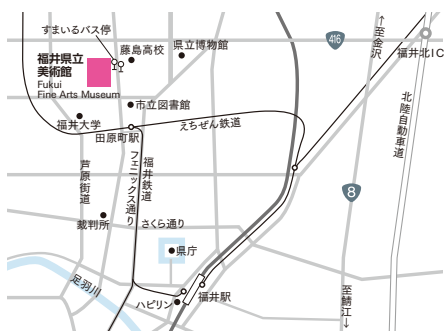 すまいるバス停
416
↑至金沢
福井北IC
福井県立
美術館
Fukui
Fine Arts Museum
藤島高校
県立博物館
市立図書館
福井大学
田原町駅
えちぜん鉄道
北陸自動車道
芦原街道
福井鉄道
フェニックス通り
8
裁判所
さくら通り
県庁
足羽川
ハピリン
福井駅
至鯖江↓